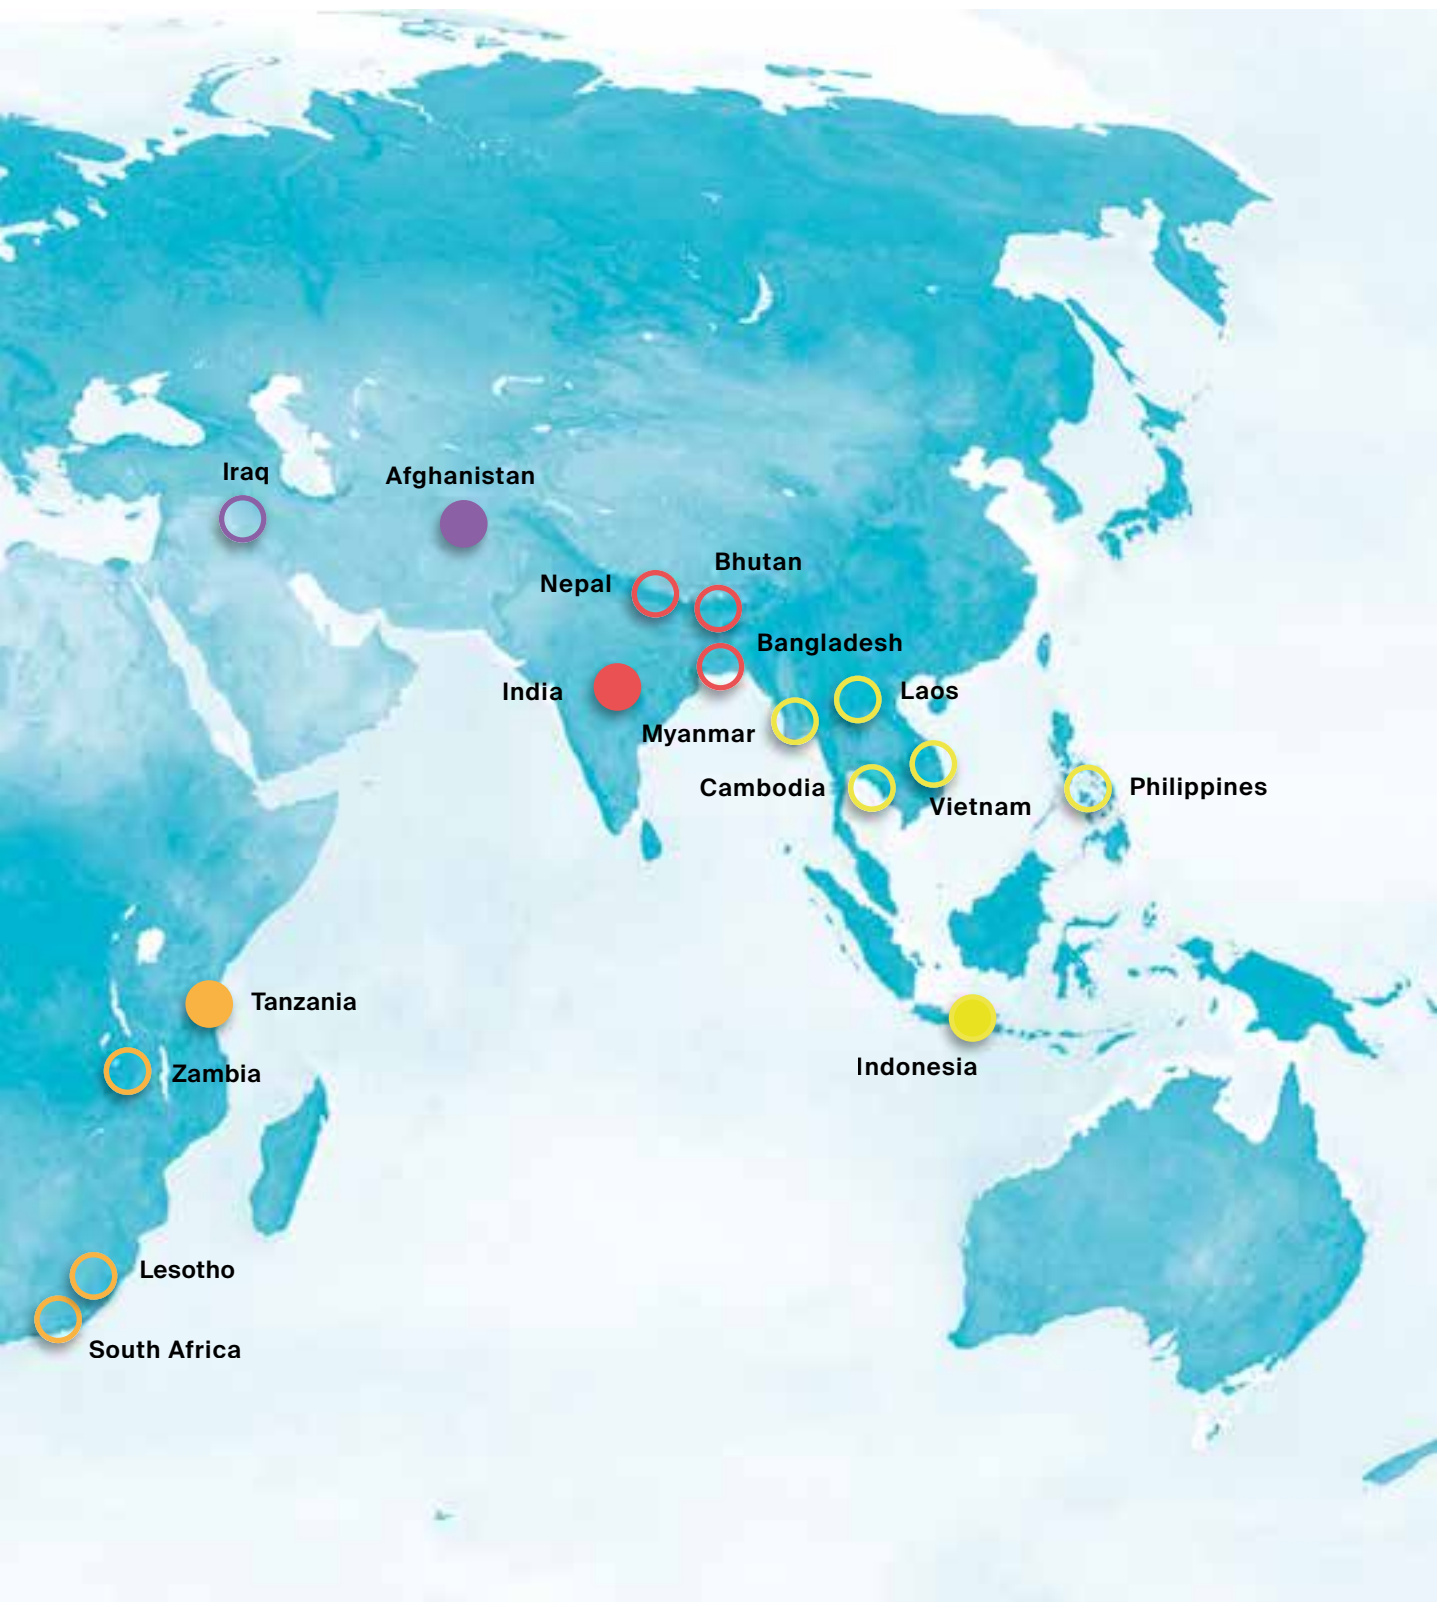 Iraq
Afghanistan
Bhutan
Nepal
Bangladesh
India
Laos
Myanmar
Cambodia
Philippines
Vietnam
Tanzania
Indonesia
Zambia
Lesotho
South Africa